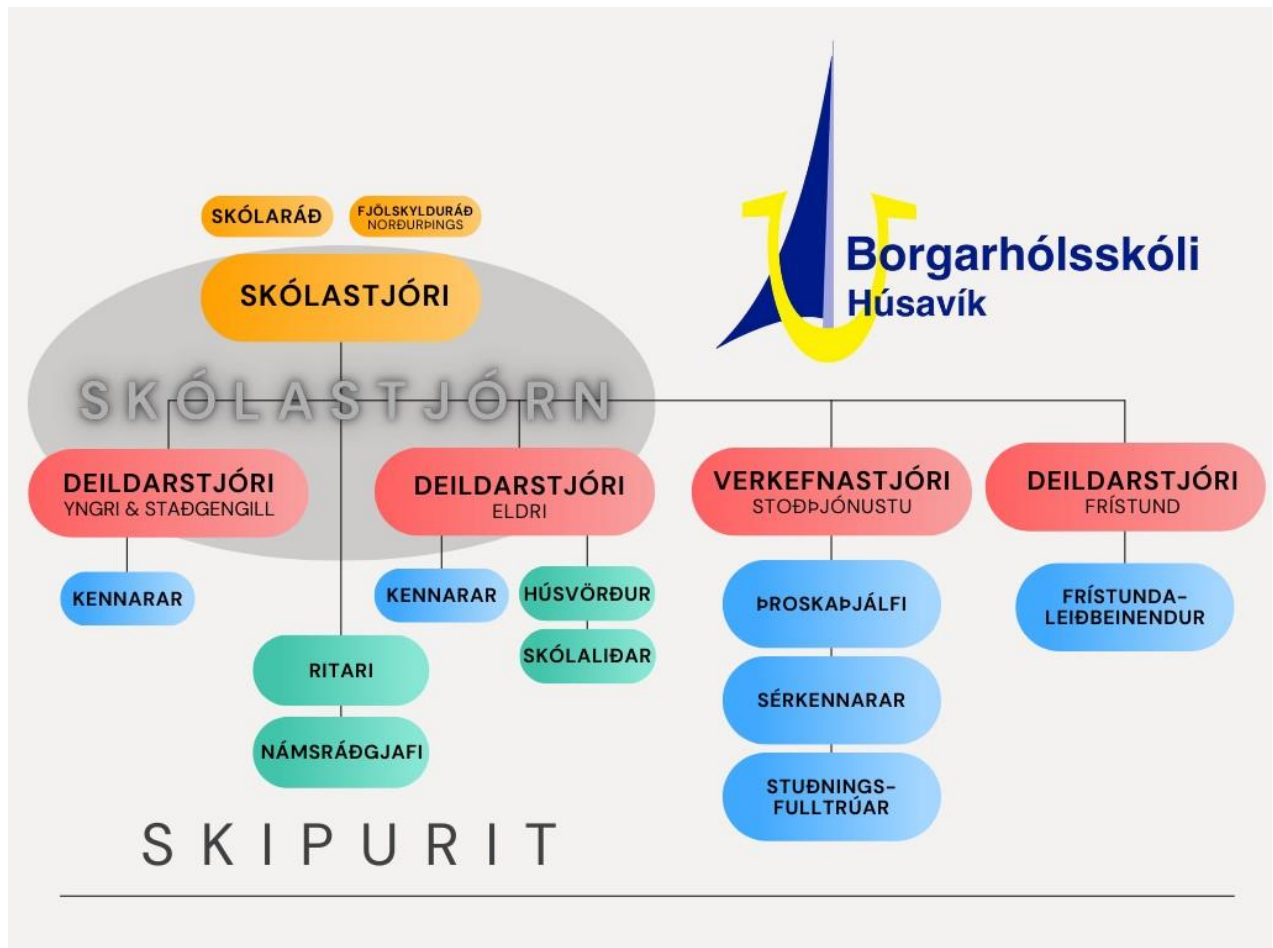 SKÓLARÁÐ
FJÖLSKYLDURÁÐ
NORÐURÞINGS
SKÓLASTJÓRI
Borgarhólsskóli
Húsavík
SKÓLASTJÓRN
DEILDARSTJÓRI
YNGRI & STAÐGENGILL
DEILDARSTJÓRI
ELDRI
VERKEFNASTJÓRI
STOÐÞJÓNUSTU
DEILDARSTJÓRI
FRÍSTUND
KENNARAR
KENNARAR
HÚSVÖRÐUR
SKÓLALIÐAR
ÞROSKAÞJÁLFI
FRÍSTUNDA-
LEIÐBEINENDUR
RITARI
NÁMSRÁÐGJAFI
SÉRKENNARAR
STUÐNINGS-
FULLTRÚAR
SKIPURIT